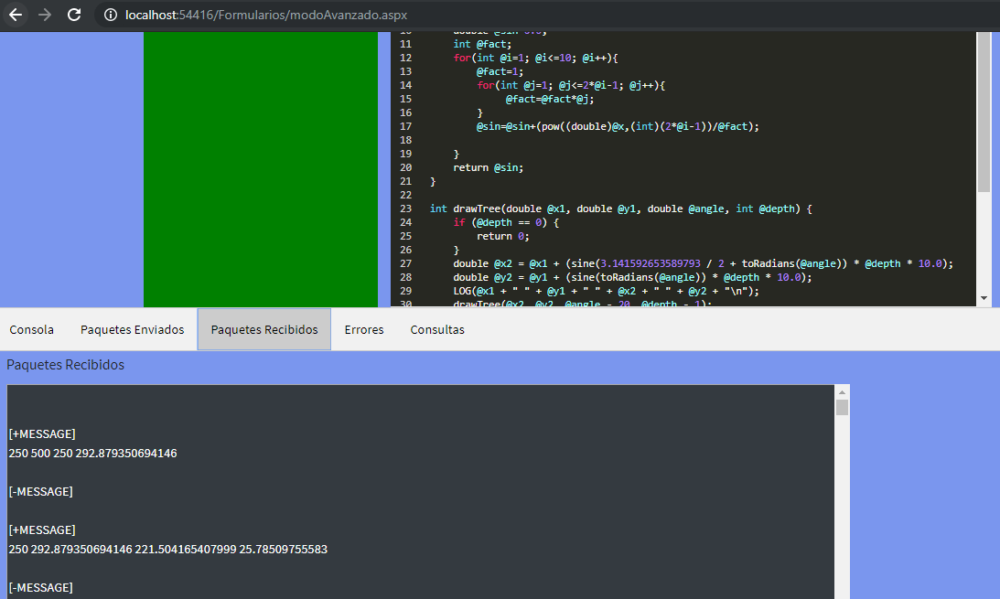 localhost:54416/Formularios/modoAvanzado.aspx
10 double @sin=0.0;
11 int @fact;
12 for(int @i=1; @i<=10; @i++){
13 @fact=1;
14 for(int @j=1; @j<=2*@i-1; @j++){
15 @fact=@fact*@j;
16 }
17 @sin=@sin+(pow((double)@x,(int)(2*@i-1))/@fact);
18
19 }
20 return @sin;
21 }
22
23 int drawTree(double @x1, double @y1, double @angle, int @depth) {
24 if (@depth == 0) {
25 return 0;
26 }
27 double @x2 = @x1 + (sine(3.141592653589793 / 2 + toRadians(@angle)) * @depth * 10.0);
28 double @y2 = @y1 + (sine(toRadians(@angle)) * @depth * 10.0);
29 LOG(@x1 + " " + @y1 + " " + @x2 + " " + @y2 + "\n");
30 drawTree(@x2, @y2, @angle - 20, @depth - 1);
Consola Paquetes Enviados Paquetes Recibidos Errores Consultas
Paquetes Recibidos
[+MESSAGE]
250 500 250 292.879350694146
[-MESSAGE]
[+MESSAGE]
250 292.879350694146 221.504165407999 25.78509755583
[-MESSAGE]